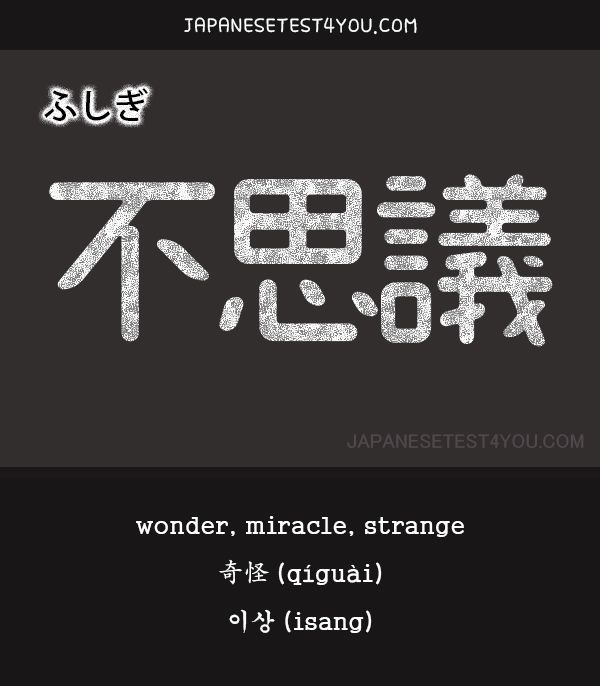 JAPANESETEST4YOU.COM
ふしぎ
不思議
JAPANESETEST4YOU.COM
wonder, miracle, strange
奇怪 (qíguài)
이상 (isang)